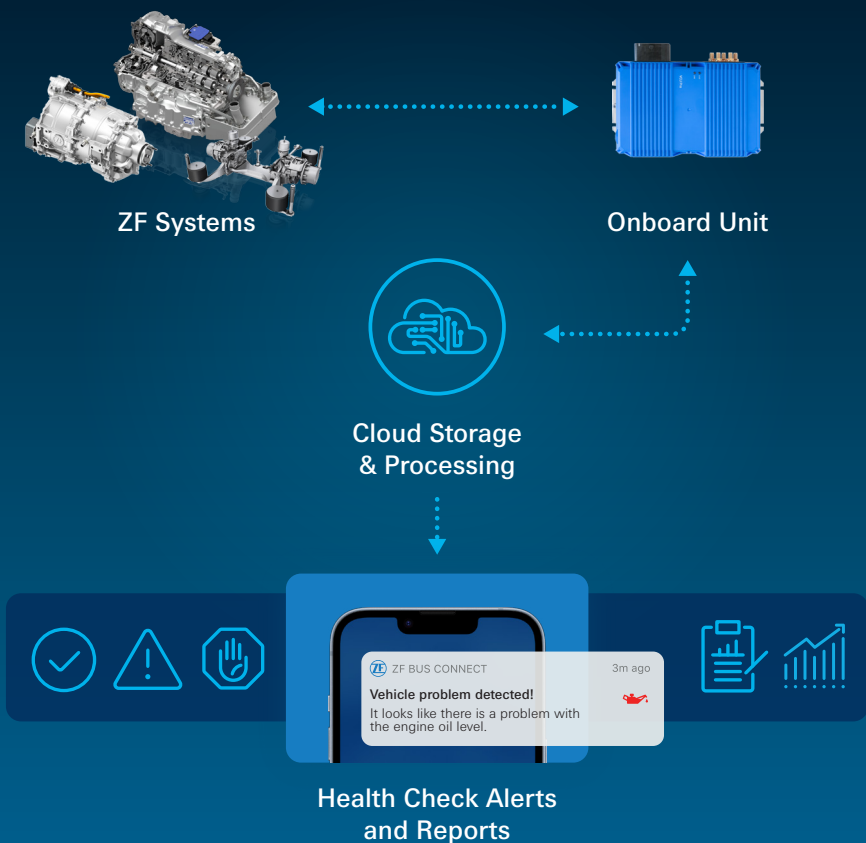 ZF Systems
Onboard Unit
Cloud Storage
& Processing
ZF
ZF BUS CONNECT
3m ago
Vehicle problem detected!
It looks like there is a problem with
the engine oil level.
Health Check Alerts
and Reports